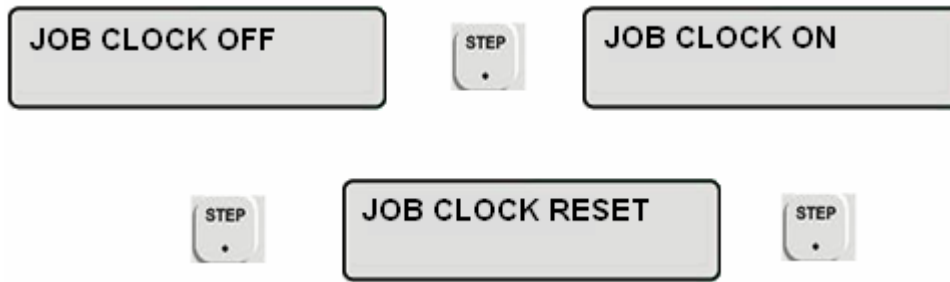 JOB CLOCK OFF
STEP
JOB CLOCK ON
STEP
JOB CLOCK RESET
STEP